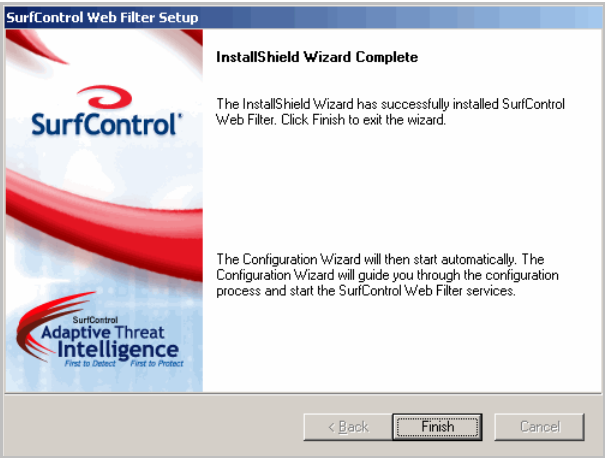 SurfControl Web Filter Setup
InstallShield Wizard Complete
The InstallShield Wizard has successfully installed SurfControl
Web Filter. Click Finish to exit the wizard.
SurfControl
The Configuration Wizard will then start automatically. The
Configuration Wizard will guide you through the configuration
process and start the SurfControl Web Filter services.
SurfControl
Adaptive Threat
Intelligence
First to Detect First to Protect
< Back Finish Cancel